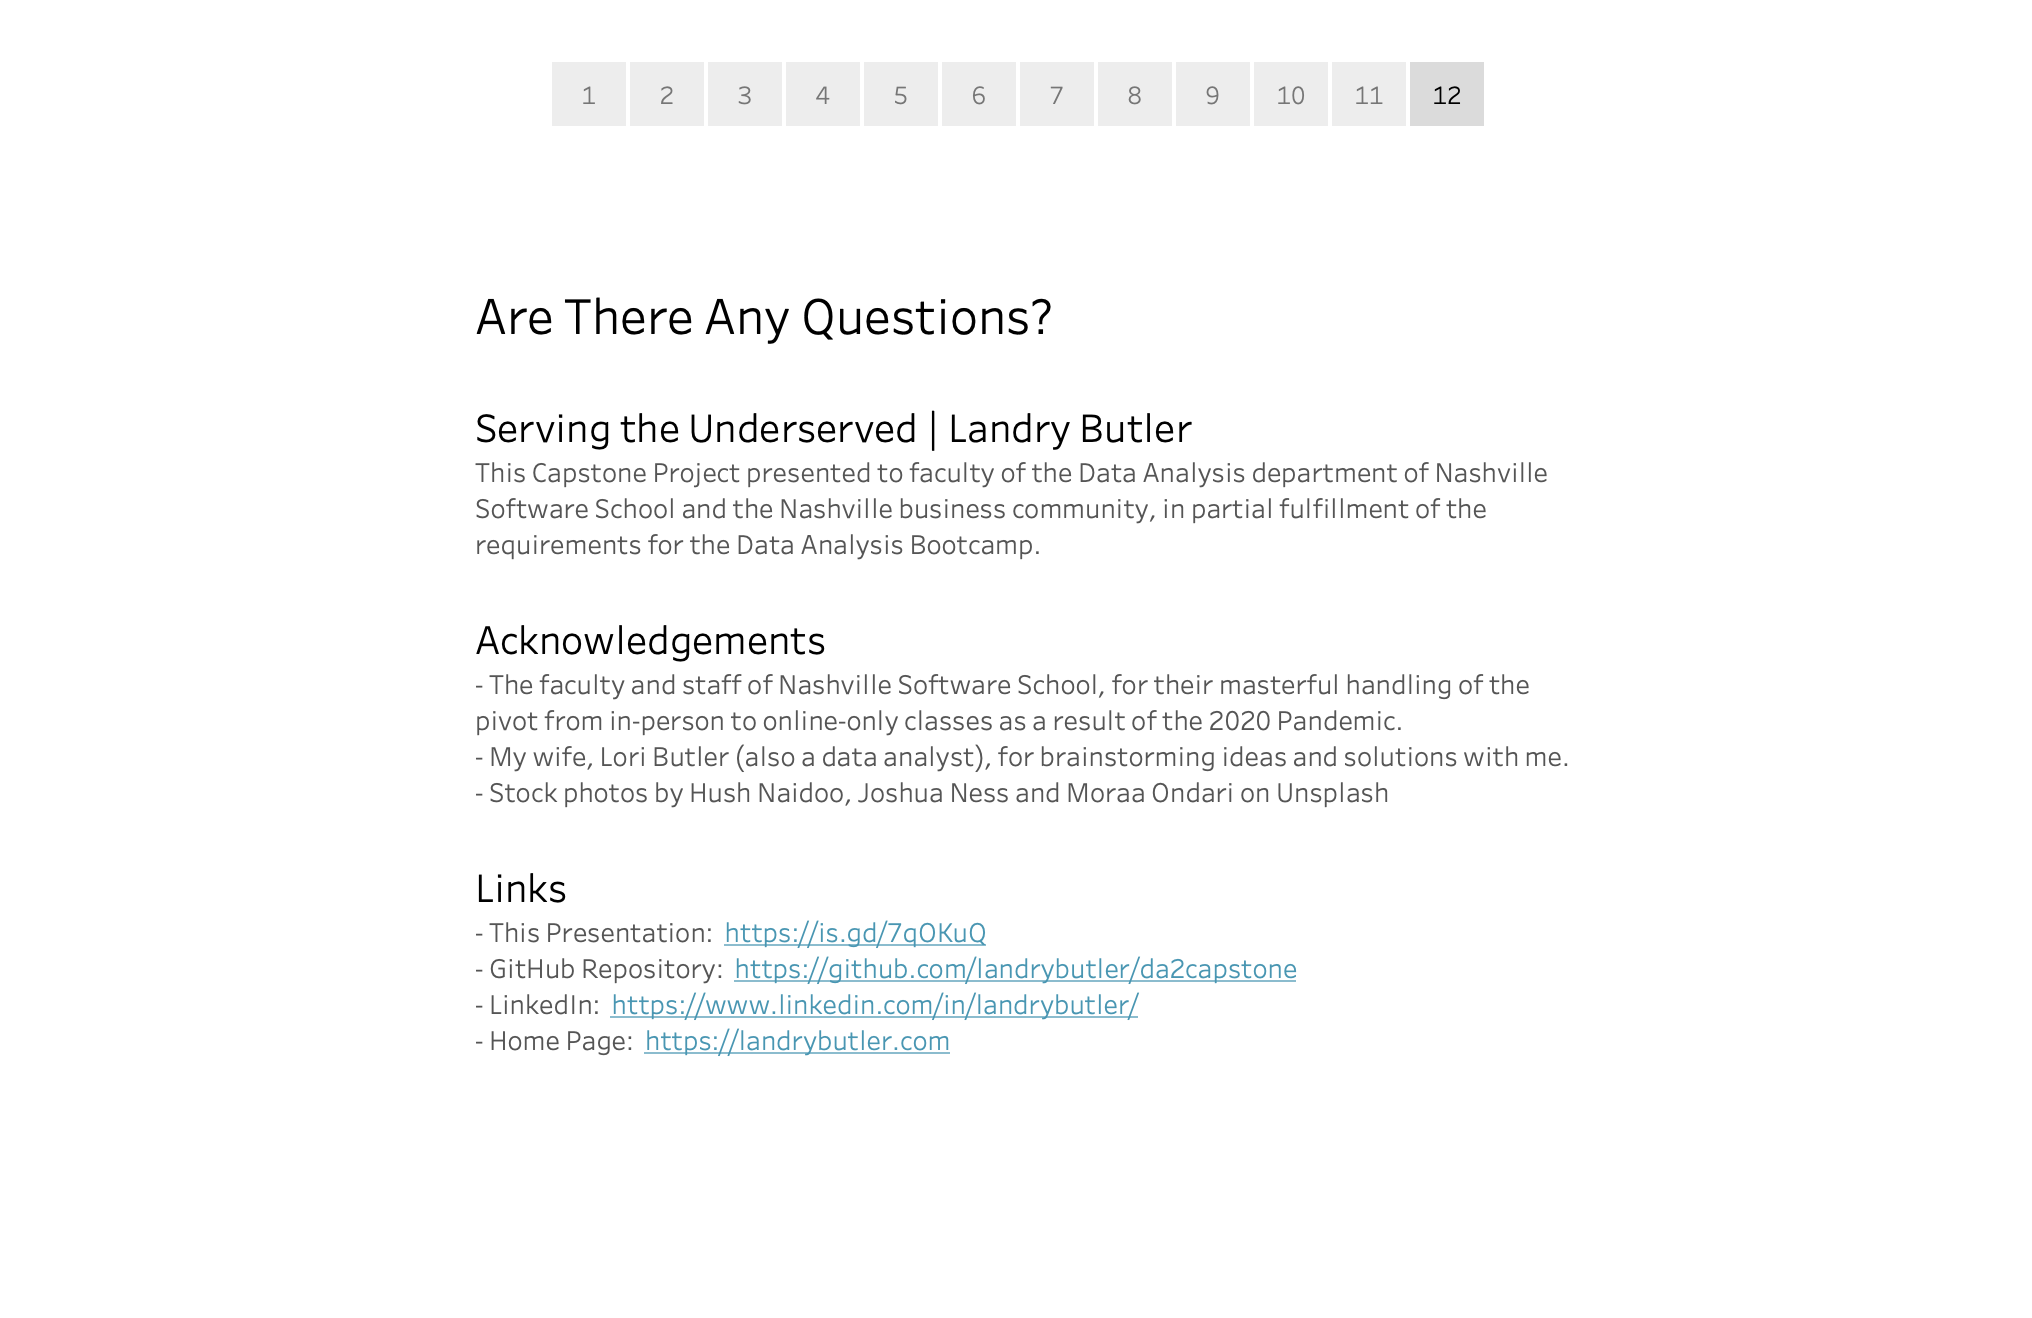 1 2 3 4 5 6 7 8 9 10 11 12
Are There Any Questions?
Serving the Underserved | Landry Butler
This Capstone Project presented to faculty of the Data Analysis department of Nashville
Software School and the Nashville business community, in partial fulfillment of the
requirements for the Data Analysis Bootcamp.
Acknowledgements
- The faculty and staff of Nashville Software School, for their masterful handling of the
pivot from in-person to online-only classes as a result of the 2020 Pandemic.
- My wife, Lori Butler (also a data analyst), for brainstorming ideas and solutions with me.
- Stock photos by Hush Naidoo, Joshua Ness and Moraa Ondari on Unsplash
Links
- This Presentation: https://is.gd/7qOKuQ
- GitHub Repository: https://github.com/landrybutler/da2capstone
- LinkedIn: https://www.linkedin.com/in/landrybutler/
- Home Page: https://landrybutler.com